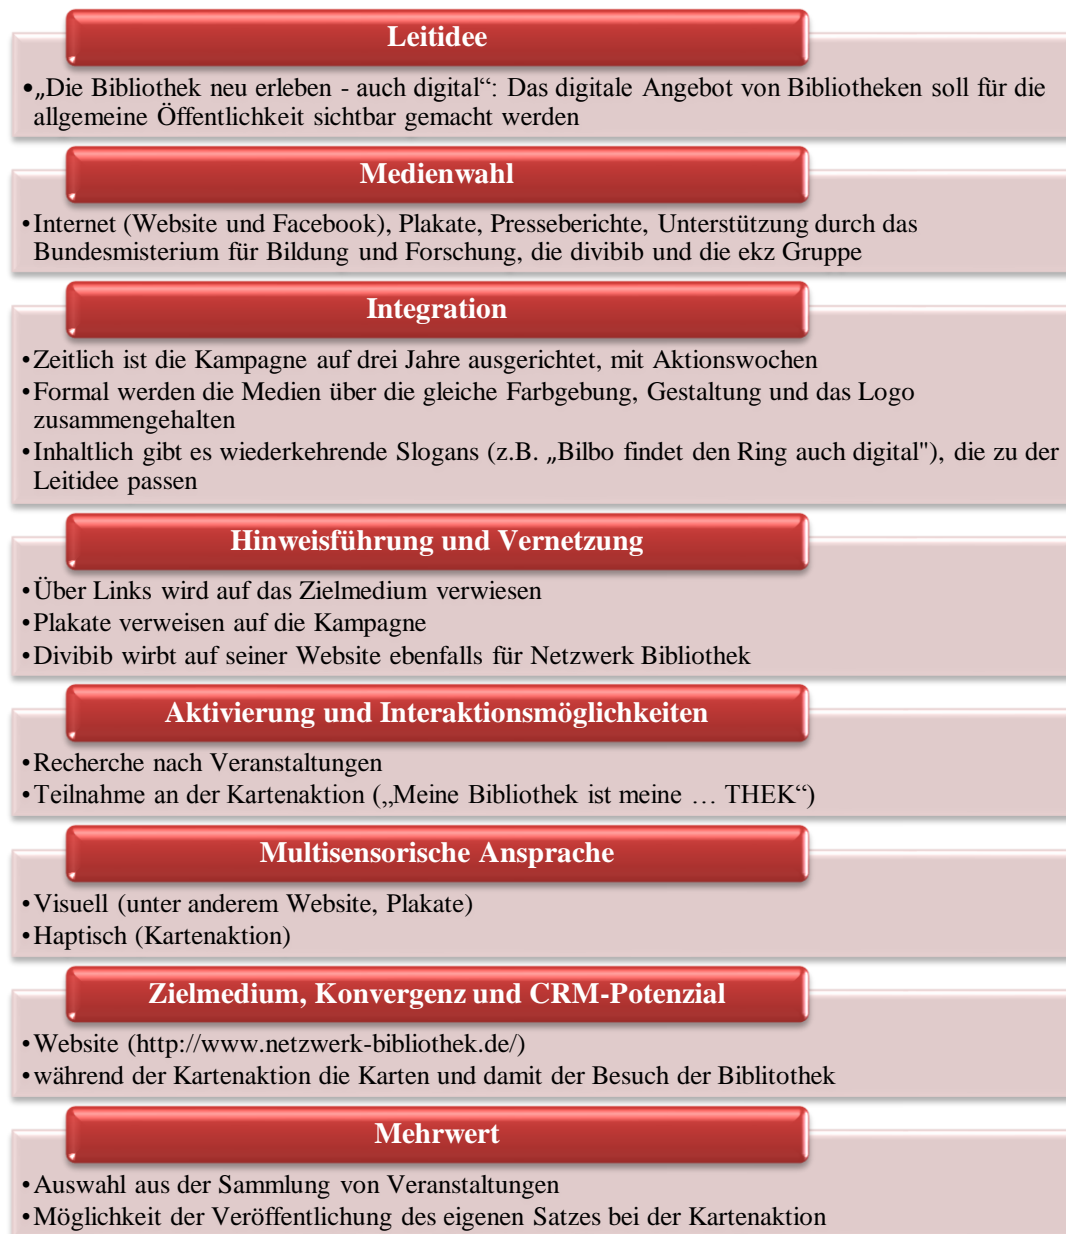 Leitidee
•„Die Bibliothek neu erleben - auch digital“: Das digitale Angebot von Bibliotheken soll für die
allgemeine Öffentlichkeit sichtbar gemacht werden
Medienwahl
•Internet (Website und Facebook), Plakate, Presseberichte, Unterstützung durch das
Bundesmisterium für Bildung und Forschung, die divibib und die ekz Gruppe
Integration
•Zeitlich ist die Kampagne auf drei Jahre ausgerichtet, mit Aktionswochen
•Formal werden die Medien über die gleiche Farbgebung, Gestaltung und das Logo
zusammengehalten
•Inhaltlich gibt es wiederkehrende Slogans (z.B. „Bilbo findet den Ring auch digital"), die zu der
Leitidee passen
Hinweisführung und Vernetzung
•Über Links wird auf das Zielmedium verwiesen
•Plakate verweisen auf die Kampagne
•Divibib wirbt auf seiner Website ebenfalls für Netzwerk Bibliothek
Aktivierung und Interaktionsmöglichkeiten
•Recherche nach Veranstaltungen
•Teilnahme an der Kartenaktion („Meine Bibliothek ist meine … THEK“)
Multisensorische Ansprache
•Visuell (unter anderem Website, Plakate)
•Haptisch (Kartenaktion)
Zielmedium, Konvergenz und CRM-Potenzial
•Website (http://www.netzwerk-bibliothek.de/)
•während der Kartenaktion die Karten und damit der Besuch der Biblitothek
Mehrwert
•Auswahl aus der Sammlung von Veranstaltungen
•Möglichkeit der Veröffentlichung des eigenen Satzes bei der Kartenaktion